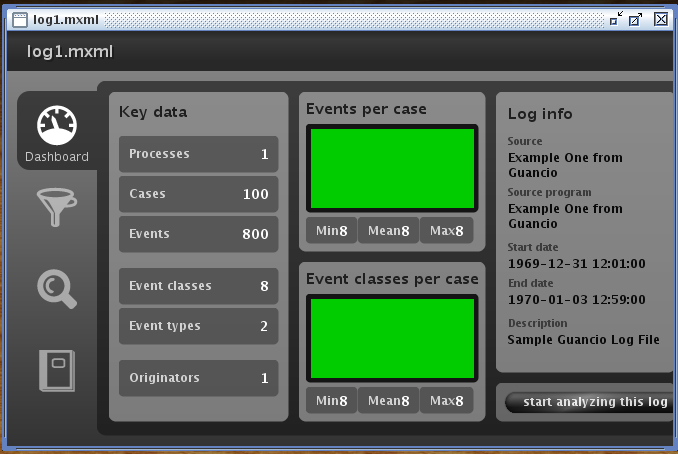 log1.mxml
log1.mxml
Dashboard
Key data
Processes 1
Cases 100
Events 800
Event classes 8
Event types 2
Originators 1
Events per case
Min8 Mean8 Max8
Event classes per case
Min8 Mean8 Max8
Log info
Source
Example One from
Guancio
Source program
Example One from
Guancio
Start date
1969-12-31 12:01:00
End date
1970-01-03 12:59:00
Description
Sample Guancio Log File
start analyzing this log